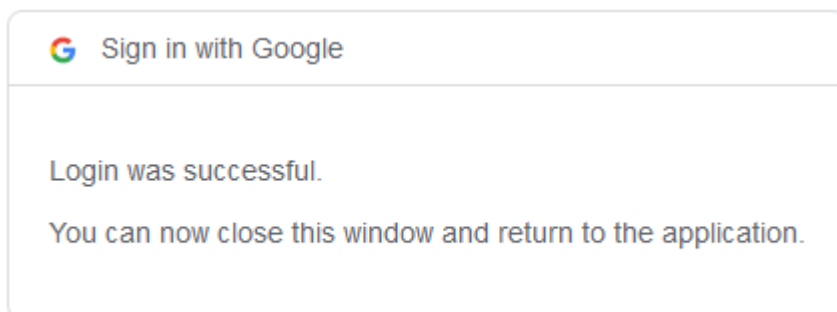 Sign in with Google
Login was successful.
You can now close this window and return to the application.